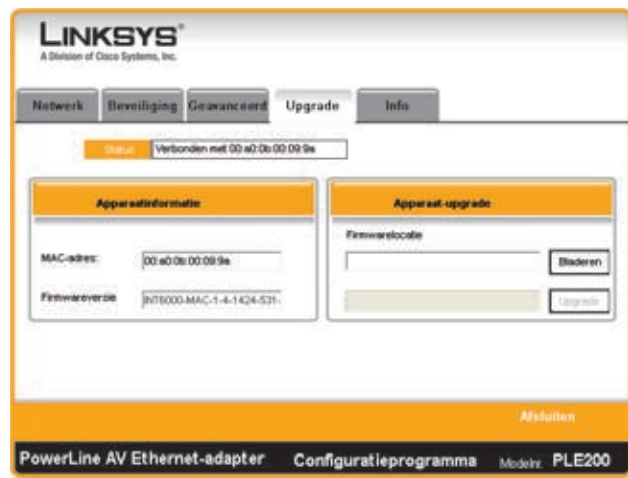 LINKSYS®
A Division of Cisco Systems, Inc.
Netwerk Beveiliging Geavanceerd Upgrade Info
Status Verbonden met 00:a0:0b:00:09:9a
Apparaatinformatie
MAC-adres: 00:a0:0b:00:09:9a
Firmwareversie INT6000-MAC-1-4-1424-531-
Apparaat-upgrade
Firmwarelocatie
Bladeren
Upgrade
Afsluiten
PowerLine AV Ethernet-adapter Configuratieprogramma Modelnr. PLE200